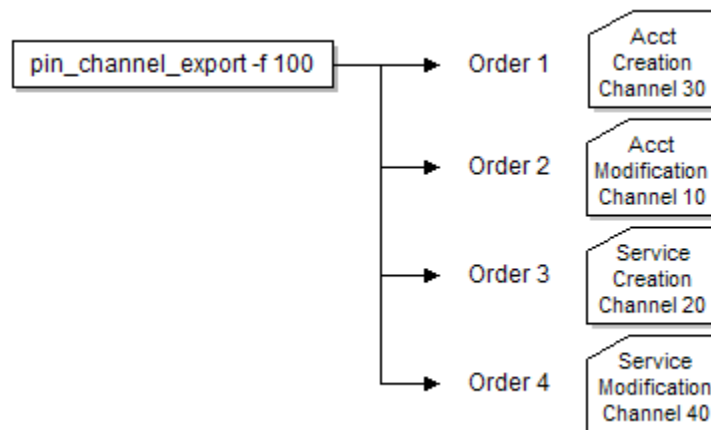 pin_channel_export -f 100
Order 1
Acct
Creation
Channel 30
Order 2
Acct
Modification
Channel 10
Order 3
Service
Creation
Channel 20
Order 4
Service
Modification
Channel 40